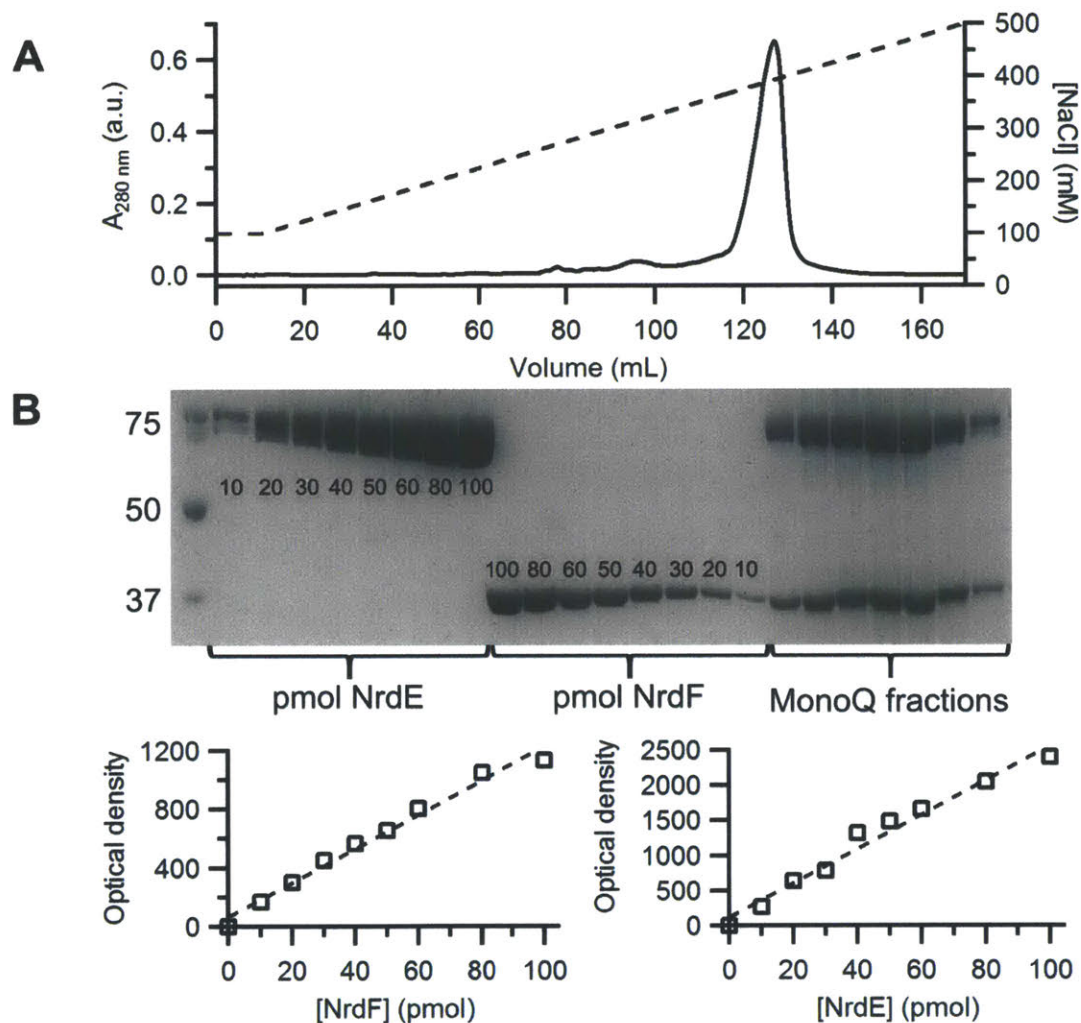 A
A280 nm (a.u.)
0.6
0.4
0.2
0.0
500
400
300
200
100
0
[NaCl] (mM)
0 20 40 60 80 100 120 140 160
Volume (mL)
B
75
50
37
10 20 30 40 50 60 80 100
100 80 60 50 40 30 20 10
pmol NrdE pmol NrdF MonoQ fractions
Optical density
1200
800
400
0
0 20 40 60 80 100
[NrdF] (pmol)
Optical density
2500
2000
1500
1000
500
0
0 20 40 60 80 100
[NrdE] (pmol)